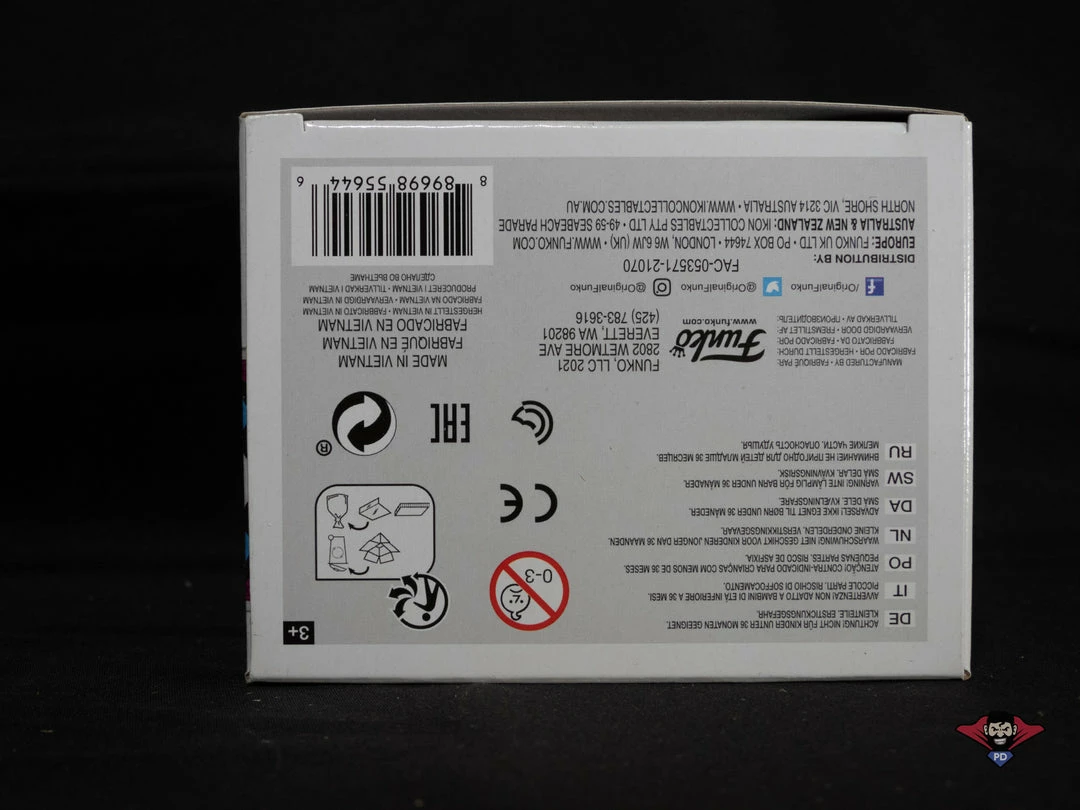 3+
DE
ACHTUNG! NICHT FÜR KINDER UNTER 36 MONATEN GEEIGNET.
KLEINTEILE. ERSTICKUNGSGEFAHR.
IT
AVVERTENZA! NON ADATTO A BAMBINI DI ETÀ INFERIORE A 36 MESI.
PICCOLE PARTI. RISCHIO DI SOFFOCAMENTO.
PO
ATENÇÃO! CONTRA-INDICADO PARA CRIANÇAS COM MENOS DE 36 MESES.
PEQUENAS PARTES. RISCO DE ASFIXIA.
NL
WAARSCHUWING! NIET GESCHIKT VOOR KINDEREN JONGER DAN 36 MAANDEN.
KLEINE ONDERDELEN. VERSTIKKINGSGEVAAR.
DA
ADVARSEL! IKKE EGNET TIL BØRN UNDER 36 MÅNEDER.
SMÅ DELE. KVÆLNINGSFARE.
SW
VARNING! INTE LÄMPLIG FÖR BARN UNDER 36 MÅNADER.
SMÅ DELAR. KVÄVNINGSRISK.
RU
ВНИМАНИЕ! НЕ ПРИГОДНО ДЛЯ ДЕТЕЙ МЛАДШЕ 36 МЕСЯЦЕВ.
МЕЛКИЕ ЧАСТИ. ОПАСНОСТЬ УДУШЬЯ.
0-3
CE
EAC
®
MANUFACTURED BY • FABRIQUÉ PAR:
FABRICADO POR • HERGESTELLT DURCH:
FABRICATO DA • FABRICADO POR:
VERVAARDIGD DOOR • FREMSTILLET AF:
TILLVERKAD AV • ПРОИЗВОДИТЕЛЬ:
Funko
www.funko.com
FUNKO, LLC 2021
2802 WETMORE AVE
EVERETT, WA 98201
(425) 783-3616
MADE IN VIETNAM
FABRIQUÉ EN VIETNAM
FABRICADO EN VIETNAM
HERGESTELLT IN VIETNAM • FABBRICATO IN VIETNAM
FABRICADO NA VIETNAM • VERVAARDIGD IN VIETNAM
PRODUCERET I VIETNAM • TILLVERKAD I VIETNAM
СДЕЛАНО ВО ВЬЕТНАМЕ
/OriginalFunko
@OriginalFunko
@OriginalFunko
FAC-053571-21070
DISTRIBUTION BY:
EUROPE: FUNKO UK LTD • PO BOX 74644 • LONDON, W6 6JW (UK) • WWW.FUNKO.COM
AUSTRALIA & NEW ZEALAND: IKON COLLECTABLES PTY LTD • 49-59 SEABEACH PARADE
NORTH SHORE, VIC 3214 AUSTRALIA • WWW.IKONCOLLECTABLES.COM.AU
8 89698 55644 6
PD